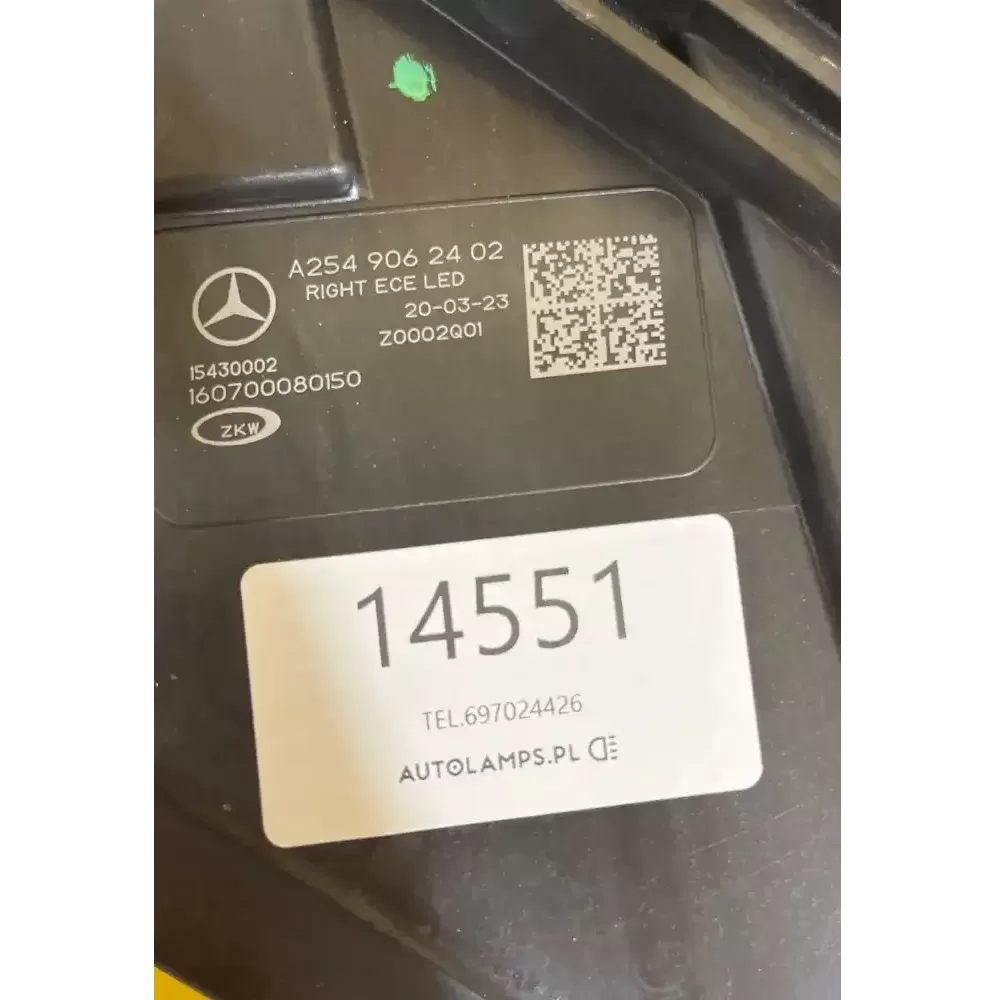 A254 906 24 02
RIGHT ECE LED
20-03-23
Z0002Q01
15430002
160700080150
ZKW
14551
TEL.697024426
AUTOLAMPS.PL